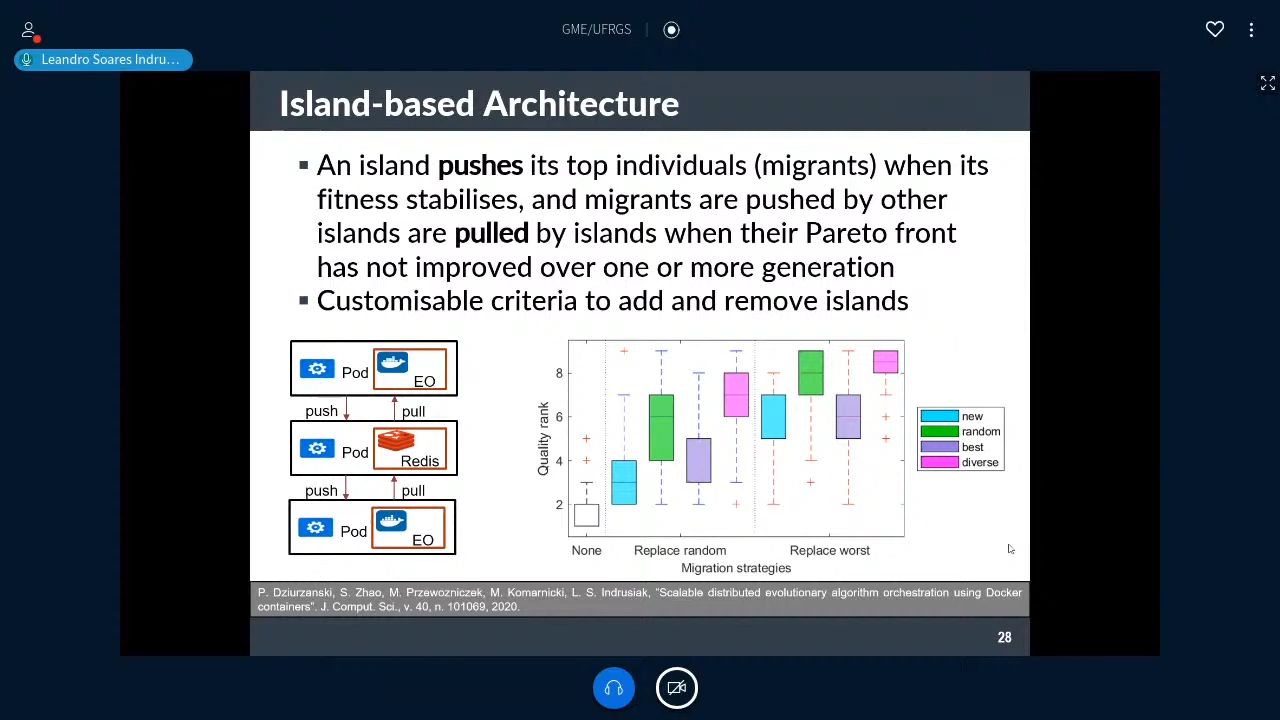 GME/UFRGS
Leandro Soares Indru…
Island-based Architecture
An island pushes its top individuals (migrants) when its
fitness stabilises, and migrants are pushed by other
islands are pulled by islands when their Pareto front
has not improved over one or more generation
Customisable criteria to add and remove islands
Pod
EO
push
pull
Pod
Redis
push
pull
Pod
EO
Quality rank
8
6
4
2
None
Replace random
Replace worst
Migration strategies
new
random
best
diverse
P. Dziurzanski, S. Zhao, M. Przewozniczek, M. Komarnicki, L. S. Indrusiak, "Scalable distributed evolutionary algorithm orchestration using Docker
containers". J. Comput. Sci., v. 40, n. 101069, 2020.
28